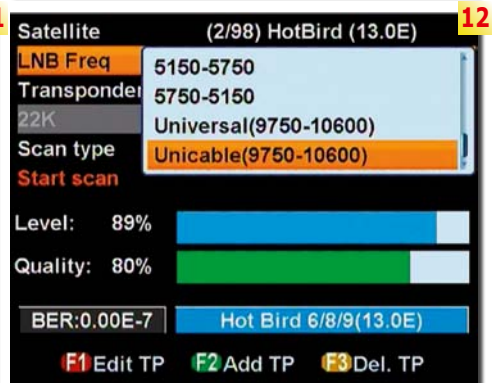 12
Satellite (2/98) HotBird (13.0E)
LNB Freq
5150-5750
Transponder
5750-5150
22K
Universal(9750-10600)
Scan type
Unicable(9750-10600)
Start scan
Level: 89%
Quality: 80%
BER:0.00E-7 Hot Bird 6/8/9(13.0E)
F1 Edit TP F2 Add TP F3 Del. TP